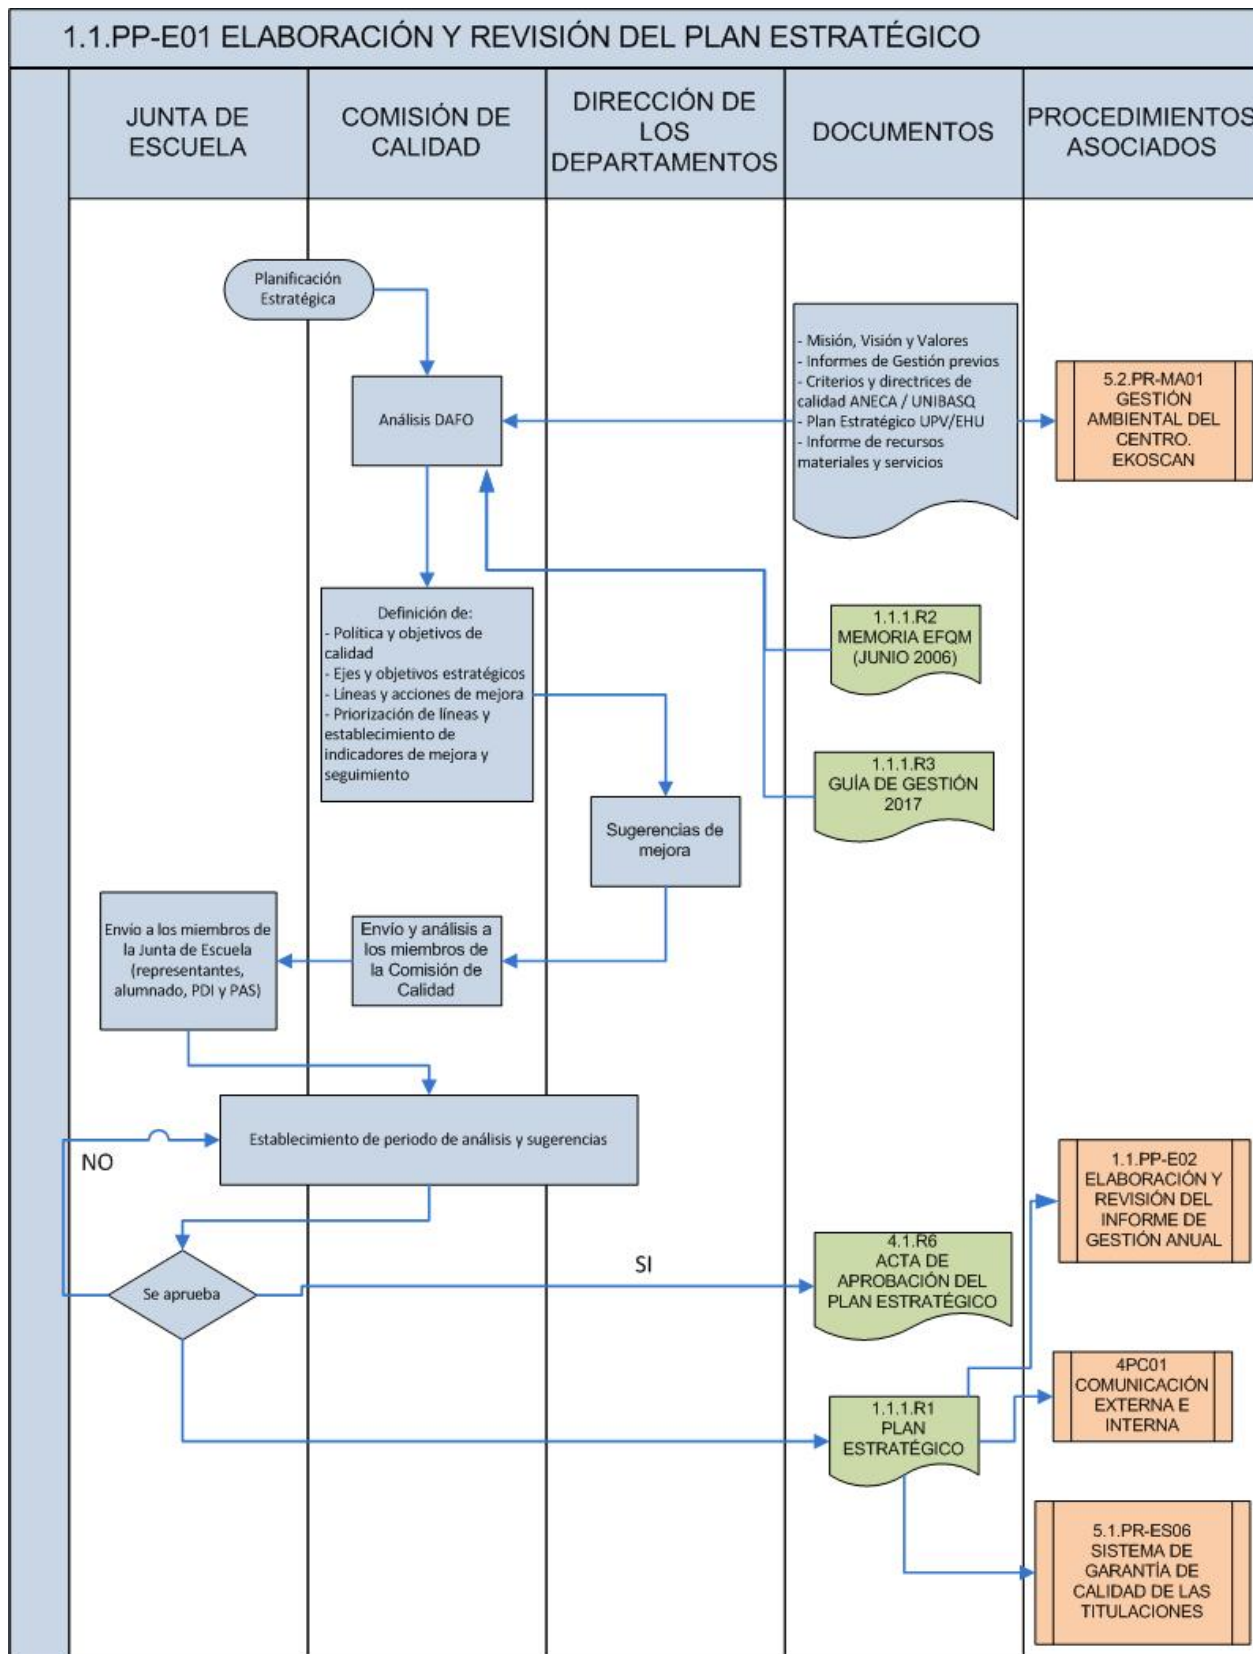 1.1.PP-E01 ELABORACIÓN Y REVISIÓN DEL PLAN ESTRATÉGICO
JUNTA DE
ESCUELA
COMISIÓN DE
CALIDAD
DIRECCIÓN DE
LOS
DEPARTAMENTOS
DOCUMENTOS
PROCEDIMIENTOS
ASOCIADOS
Planificación
Estratégica
Análisis DAFO
- Misión, Visión y Valores
- Informes de Gestión previos
- Criterios y directrices de
calidad ANECA / UNIBASQ
- Plan Estratégico UPV/EHU
- Informe de recursos
materiales y servicios
5.2.PR-MA01
GESTIÓN
AMBIENTAL DEL
CENTRO.
EKOSCAN
Definición de:
- Política y objetivos de
calidad
- Ejes y objetivos estratégicos
- Líneas y acciones de mejora
- Priorización de líneas y
establecimiento de
indicadores de mejora y
seguimiento
1.1.1.R2
MEMORIA EFQM
(JUNIO 2006)
1.1.1.R3
GUÍA DE GESTIÓN
2017
Sugerencias de
mejora
Envío a los miembros de
la Junta de Escuela
(representantes,
alumnado, PDI y PAS)
Envío y análisis a
los miembros de
la Comisión de
Calidad
Establecimiento de periodo de análisis y sugerencias
NO
1.1.PP-E02
ELABORACIÓN Y
REVISIÓN DEL
INFORME DE
GESTIÓN ANUAL
Se aprueba
SI
4.1.R6
ACTA DE
APROBACIÓN DEL
PLAN ESTRATÉGICO
4PC01
COMUNICACIÓN
EXTERNA E
INTERNA
1.1.1.R1
PLAN
ESTRATÉGICO
5.1.PR-ES06
SISTEMA DE
GARANTÍA DE
CALIDAD DE LAS
TITULACIONES